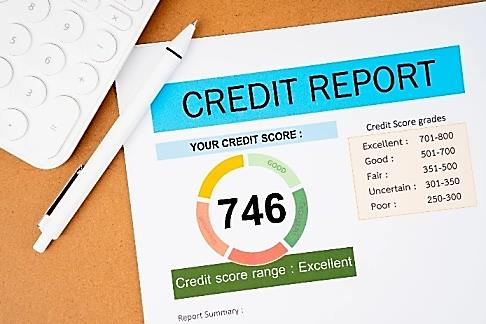 CREDIT REPORT
YOUR CREDIT SCORE :
GOOD
746
Credit score range : Excellent
Report Summary :
Credit Score grades
Excellent : 701-800
Good : 501-700
Fair : 351-500
Uncertain : 301-350
Poor : 250-300